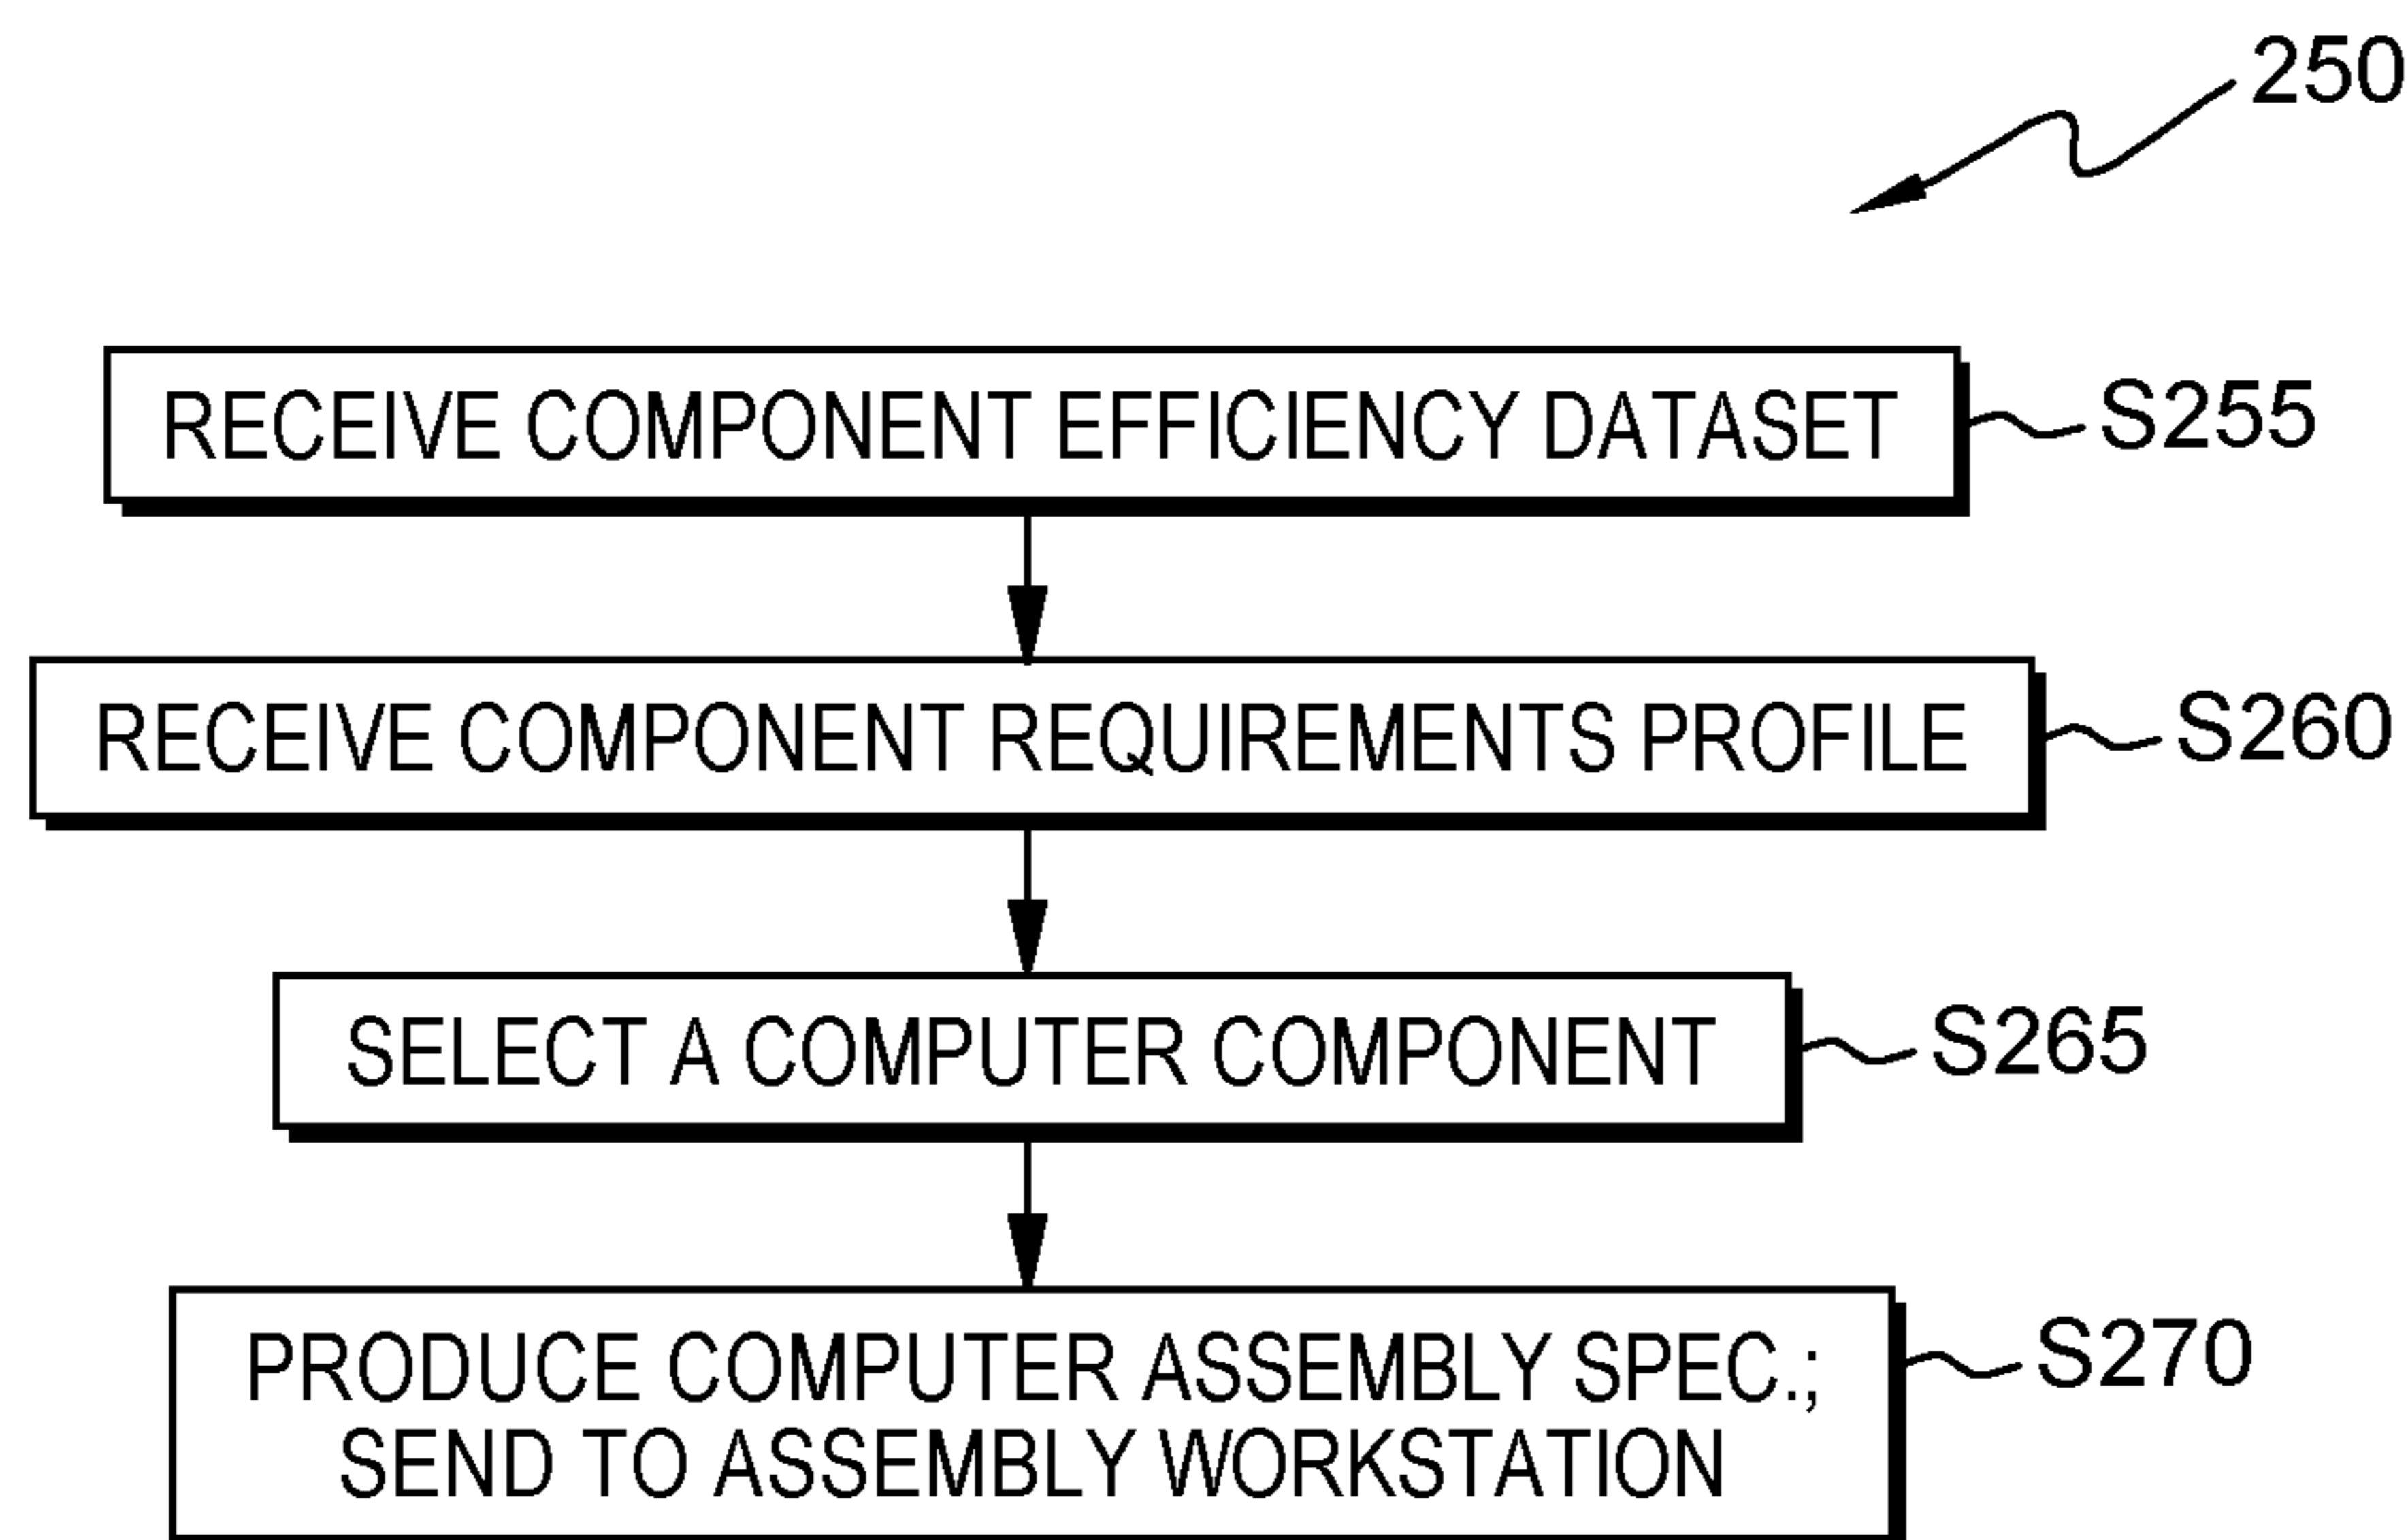 250
RECEIVE COMPONENT EFFICIENCY DATASET
S255
RECEIVE COMPONENT REQUIREMENTS PROFILE
S260
SELECT A COMPUTER COMPONENT
S265
PRODUCE COMPUTER ASSEMBLY SPEC.;
SEND TO ASSEMBLY WORKSTATION
S270